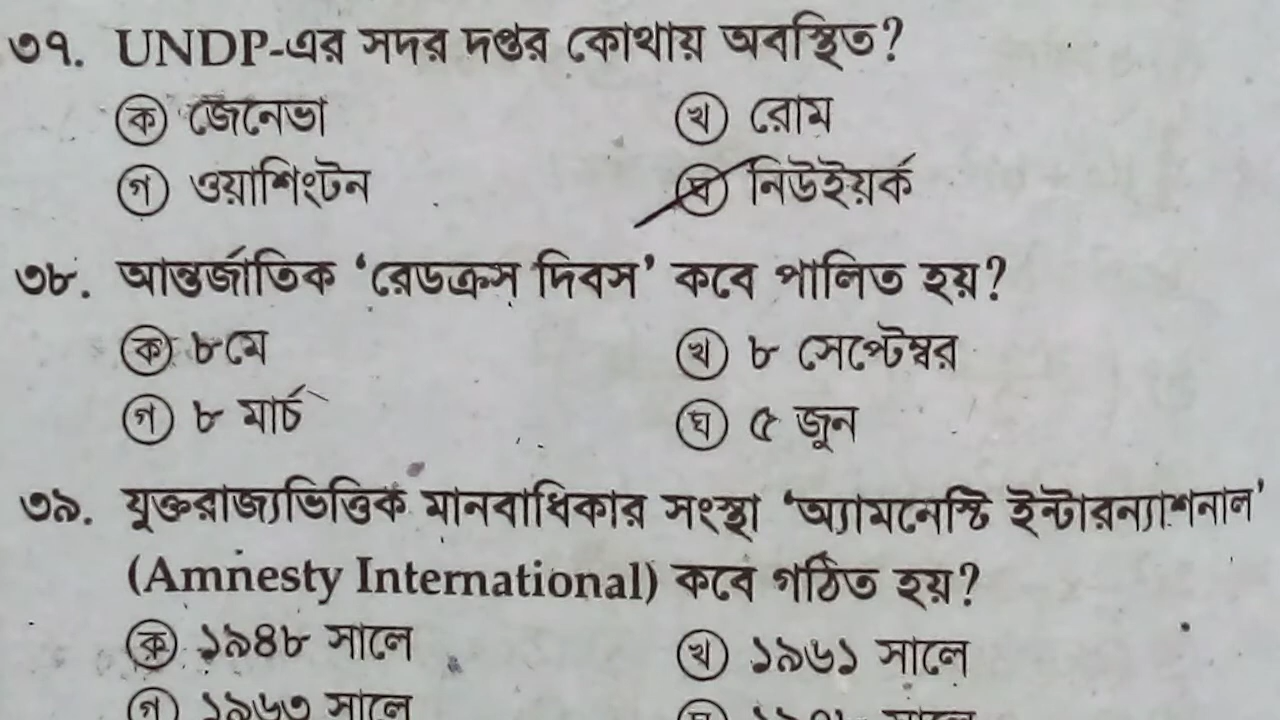 ৩৭. UNDP-এর সদর দপ্তর কোথায় অবস্থিত?
ক জেনেভা খ রোম
গ ওয়াশিংটন ঘ নিউইয়র্ক
৩৮. আন্তর্জাতিক ‘রেডক্রস দিবস’ কবে পালিত হয়?
ক ৮মে খ ৮ সেপ্টেম্বর
গ ৮ মার্চ ঘ ৫ জুন
৩৯. যুক্তরাজ্যভিত্তিক মানবাধিকার সংস্থা ‘অ্যামনেস্টি ইন্টারন্যাশনাল’
(Amnesty International) কবে গঠিত হয়?
ক ১৯৪৮ সালে খ ১৯৬১ সালে
গ ১৯৬৩ সালে ঘ সালে